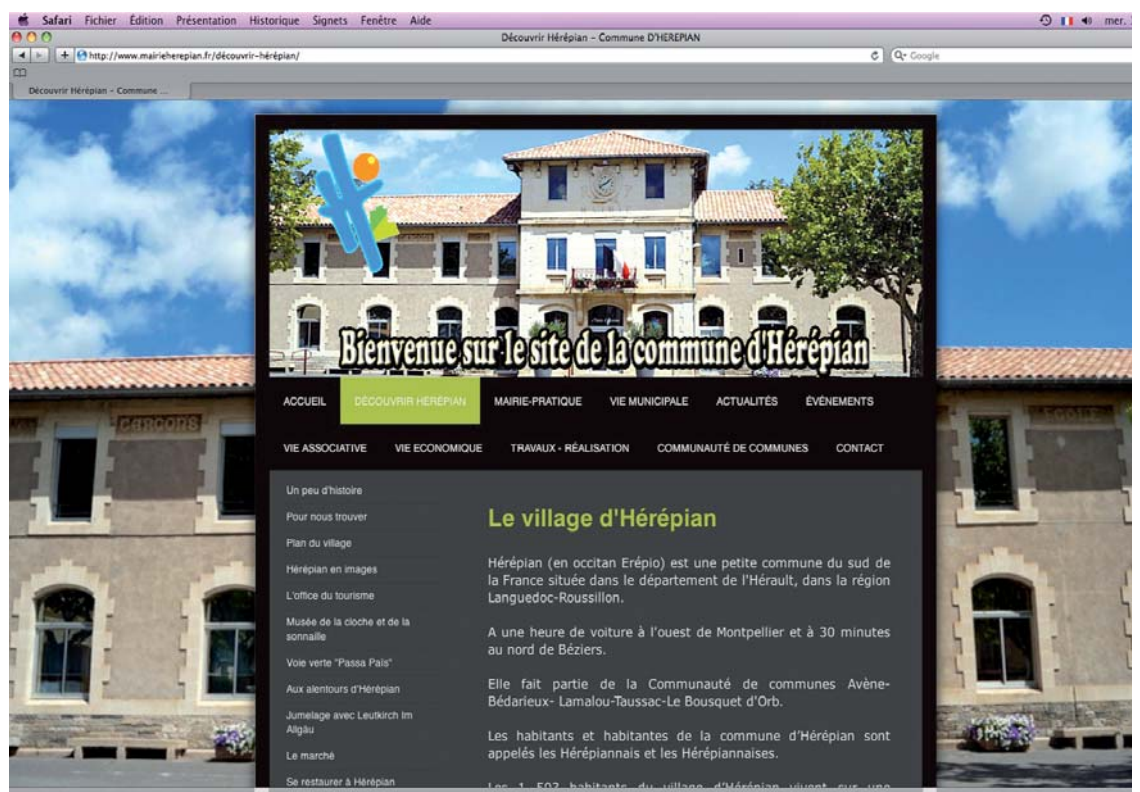 Safari Fichier Édition Présentation Historique Signets Fenêtre Aide mer.
Découvrir Hérépian – Commune D'HEREPIAN
http://www.mairieherepian.fr/découvrir-hérépian/
Google
Découvrir Hérépian – Commune ...
GARÇONS
ECOLE
Bienvenue sur le site de la commune d'Hérépian
ACCUEIL DÉCOUVRIR HÉRÉPIAN MAIRIE-PRATIQUE VIE MUNICIPALE ACTUALITÉS ÉVÉNEMENTS
VIE ASSOCIATIVE VIE ECONOMIQUE TRAVAUX - RÉALISATION COMMUNAUTÉ DE COMMUNES CONTACT
Un peu d'histoire
Pour nous trouver
Plan du village
Hérépian en images
L'office du tourisme
Musée de la cloche et de la
sonnaille
Voie verte "Passa Païs"
Aux alentours d'Hérépian
Jumelage avec Leutkirch Im
Allgäu
Le marché
Se restaurer à Hérépian
Le village d'Hérépian
Hérépian (en occitan Erépio) est une petite commune du sud de
la France située dans le département de l'Hérault, dans la région
Languedoc-Roussillon.
A une heure de voiture à l'ouest de Montpellier et à 30 minutes
au nord de Béziers.
Elle fait partie de la Communauté de communes Avène-
Bédarieux- Lamalou-Taussac-Le Bousquet d'Orb.
Les habitants et habitantes de la commune d'Hérépian sont
appelés les Hérépiannais et les Hérépiannaises.
habitants du village d'Hérépian vivent sur une